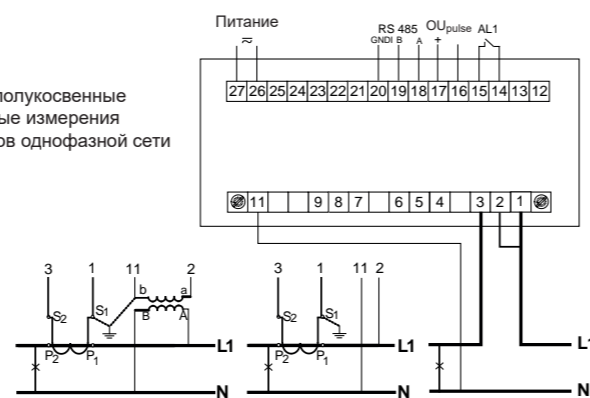 Питание
≂
RS 485 OUpulse AL1
GNDI B A +
27 26 25 24 23 22 21 20 19 18 17 16 15 14 13 12
полукосвенные
ые измерения
ов однофазной сети
11 9 8 7 6 5 4 3 2 1
3 1 11 2 3 1 11 2
b a
S2 S1 S2 S1
B A
P2 P1 L1 P2 P1 L1 L1
N N N